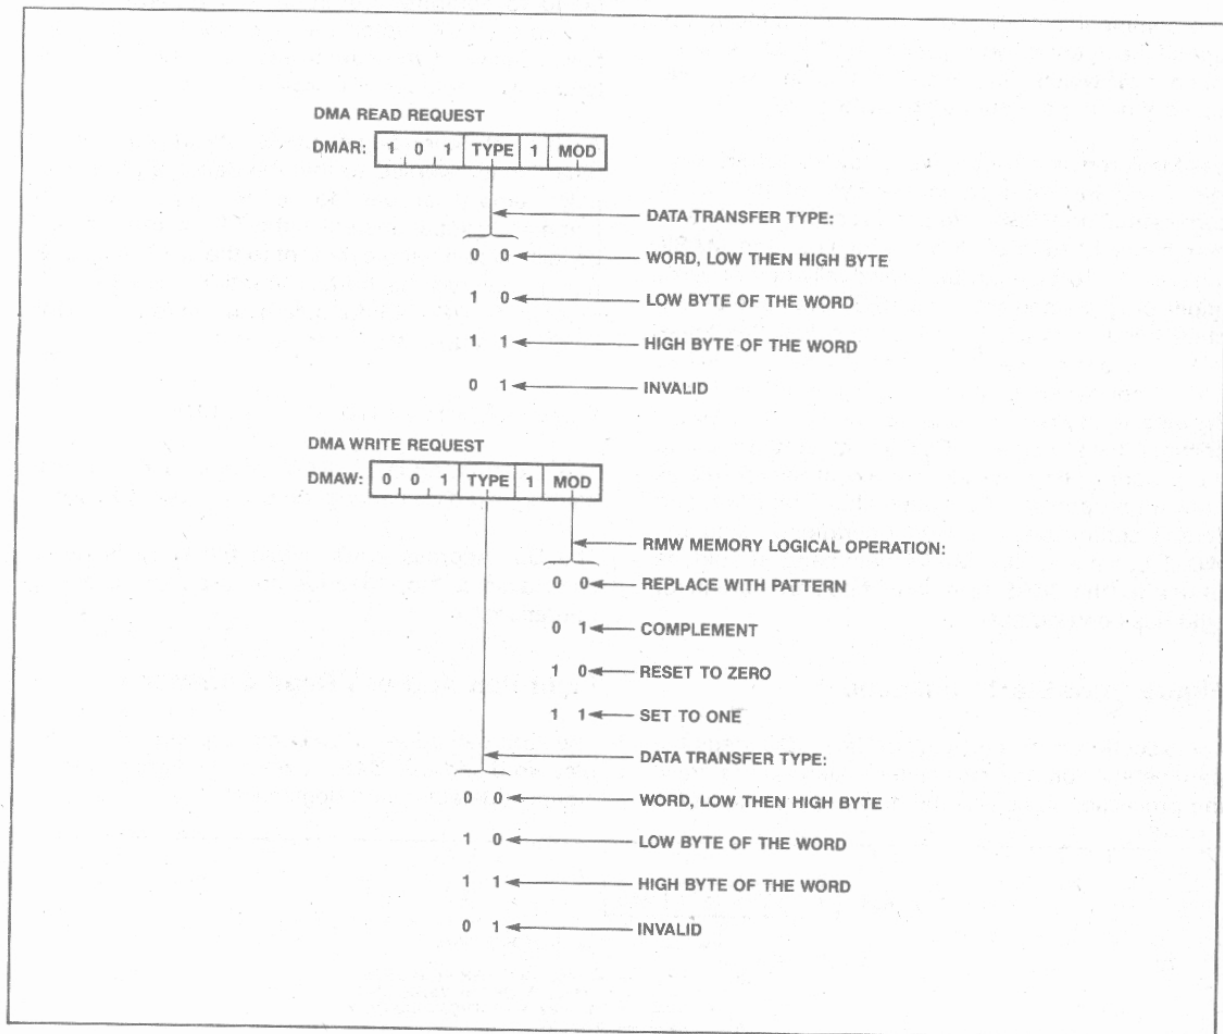 DMA READ REQUEST
DMAR: 1 0 1 TYPE 1 MOD
DATA TRANSFER TYPE:
0 0 WORD, LOW THEN HIGH BYTE
1 0 LOW BYTE OF THE WORD
1 1 HIGH BYTE OF THE WORD
0 1 INVALID
DMA WRITE REQUEST
DMAW: 0 0 1 TYPE 1 MOD
RMW MEMORY LOGICAL OPERATION:
0 0 REPLACE WITH PATTERN
0 1 COMPLEMENT
1 0 RESET TO ZERO
1 1 SET TO ONE
DATA TRANSFER TYPE:
0 0 WORD, LOW THEN HIGH BYTE
1 0 LOW BYTE OF THE WORD
1 1 HIGH BYTE OF THE WORD
0 1 INVALID